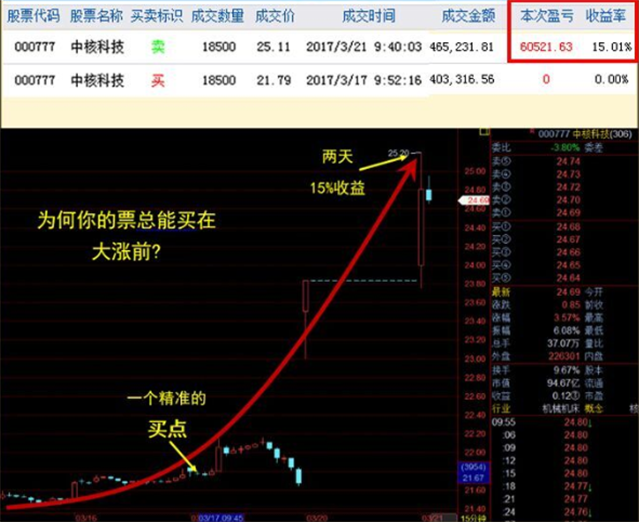 股票代码 股票名称 买卖标识 成交数量 成交价 成交时间 成交金额 本次盈亏 收益率
000777 中核科技 卖 18500 25.11 2017/3/21 9:40:03 465,231.81 60521.63 15.01%
000777 中核科技 买 18500 21.79 2017/3/17 9:52:16 403,316.56 0 0.00%
000777 中核科技(306)
委比 -3.80% 委差
卖⑤ 24.74
卖④ 24.73
卖③ 24.72
卖② 24.70
卖① 24.69
买① 24.68
买② 24.67
买③ 24.66
买④ 24.65
买⑤ 24.64
最新 24.69 今开
涨跌 0.85 前收
涨幅 3.57% 最高
振幅 6.08% 最低
总手 37.07万 量比
外盘 226301 内盘
换手 9.67% 股本
市值 94.67亿 流通
收益 0.12① 市盈
行业 机械机床 概念 核
09:55 24.80↓
:06 24.80
:09 24.80
:12 24.80
:15 24.80
:18 24.77
:21 24.77
:24 24.76↓
25.20
两天
15%收益
为何你的票总能买在
大涨前?
一个精准的
买点
25.00
24.80
24.69
24.60
24.40
24.20
24.00
23.80
23.60
23.40
23.20
23.00
22.80
22.60
22.40
22.20
22.00
21.80
(3954)
21.67
21.60
21.40
03/16 03/17 09:45 03/20 03/21 15分钟